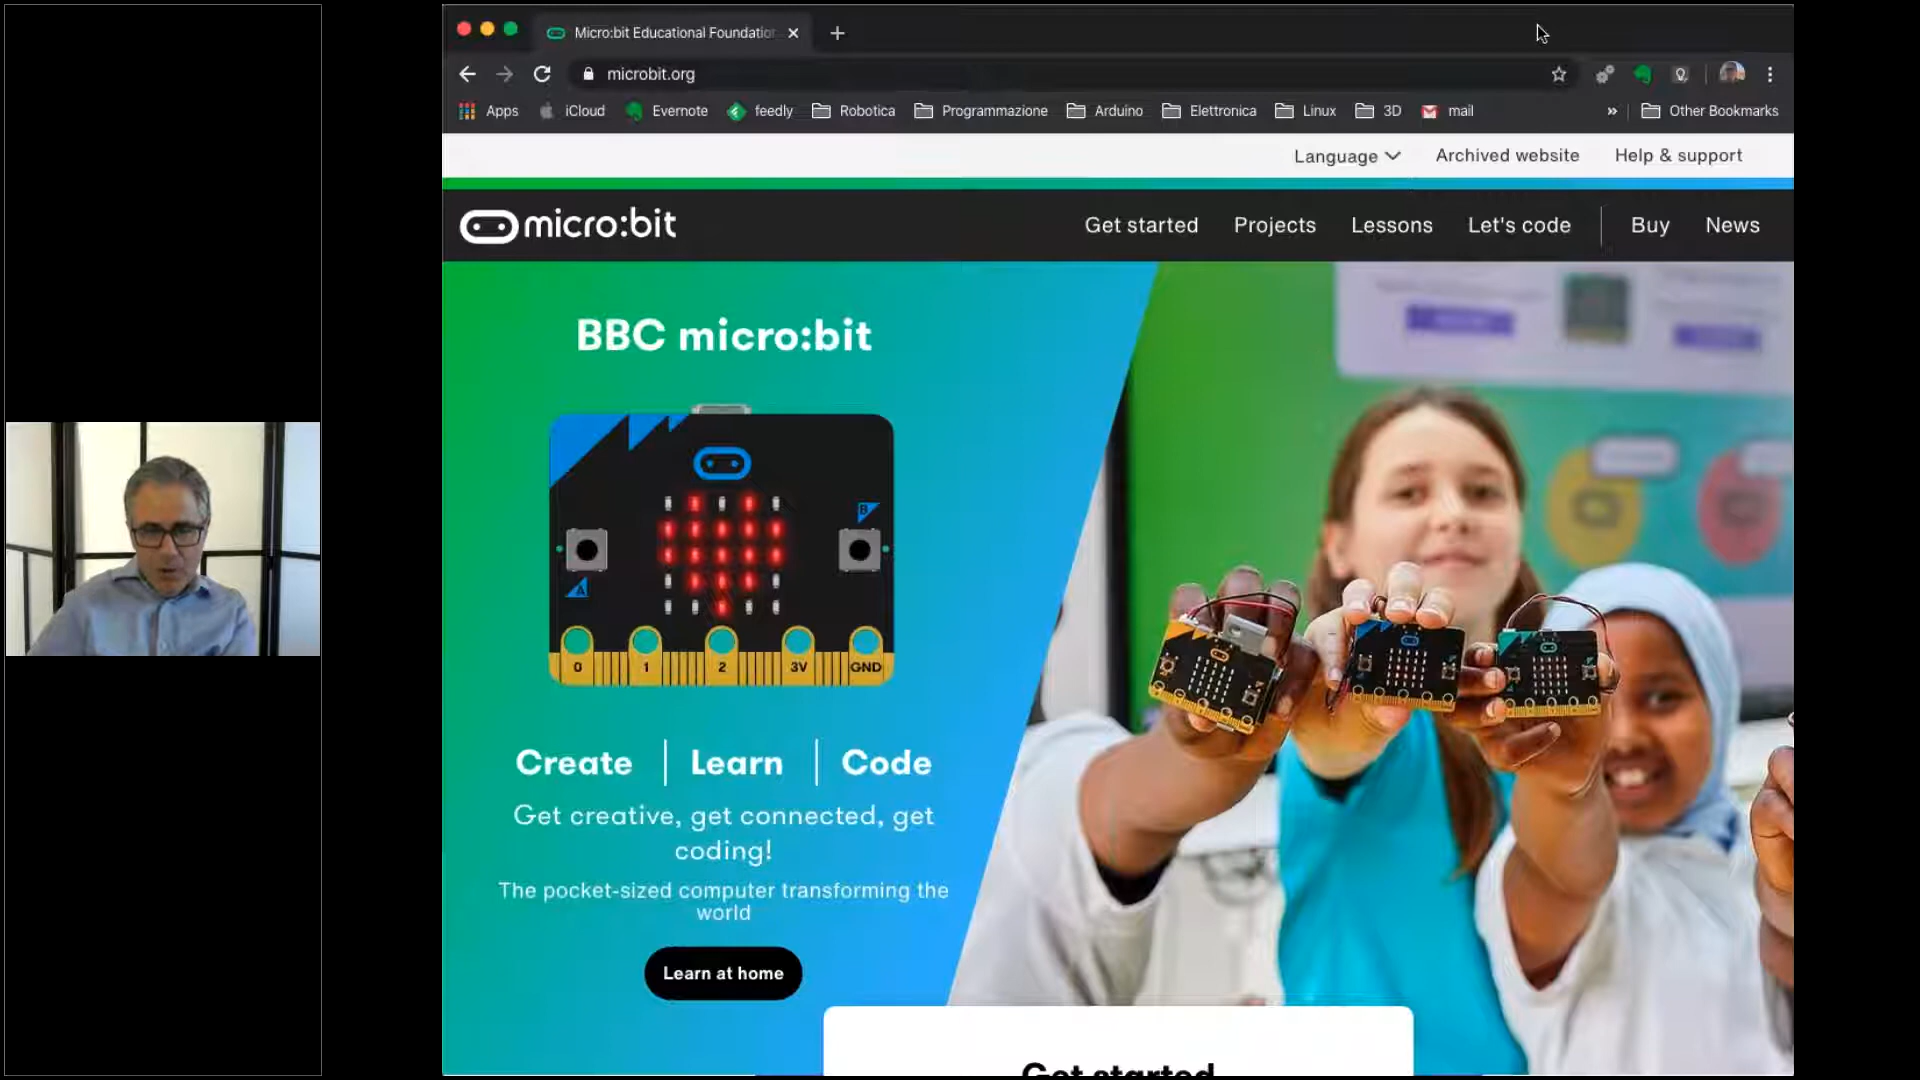 Micro:bit Educational Foundation
microbit.org
Apps iCloud Evernote feedly Robotica Programmazione Arduino Elettronica Linux 3D mail » Other Bookmarks
Language Archived website Help & support
micro:bit Get started Projects Lessons Let's code Buy News
BBC micro:bit
B
A
0 1 2 3V GND
Create Learn Code
Get creative, get connected, get
coding!
The pocket-sized computer transforming the
world
Learn at home
Get started